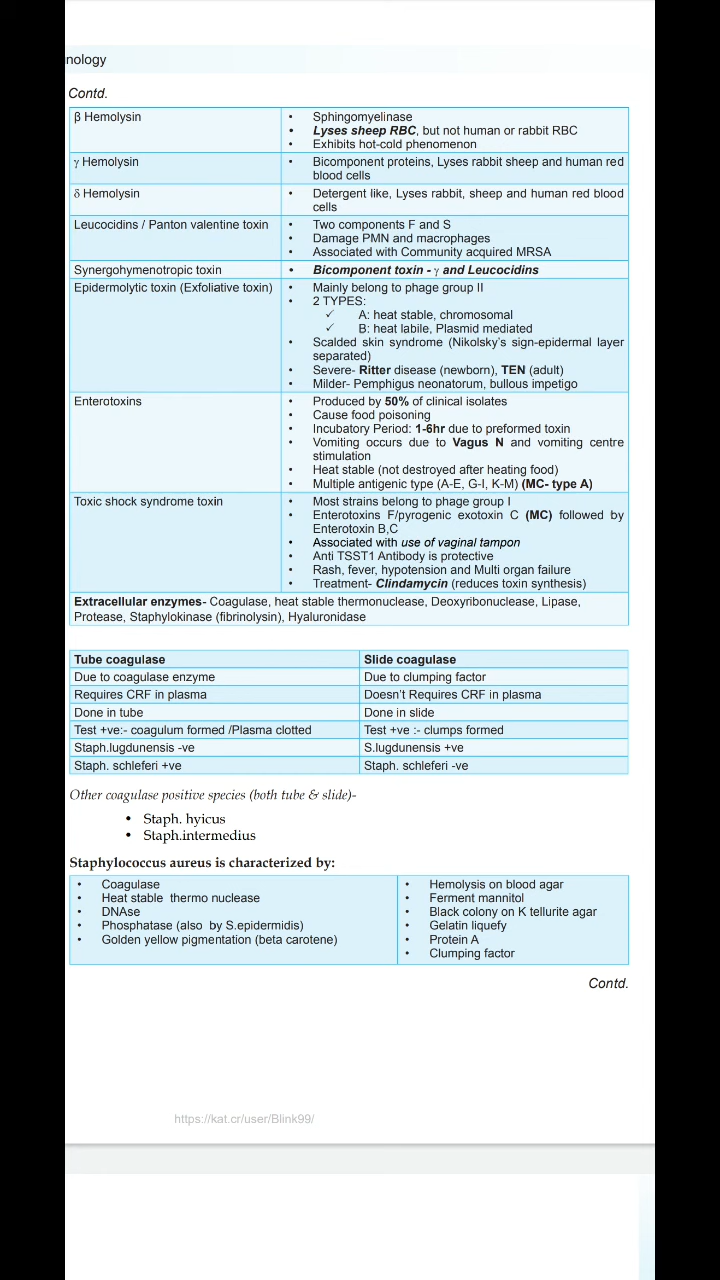 nology
Contd.
β Hemolysin
• Sphingomyelinase
• Lyses sheep RBC, but not human or rabbit RBC
• Exhibits hot-cold phenomenon
γ Hemolysin
• Bicomponent proteins, Lyses rabbit sheep and human red
blood cells
δ Hemolysin
• Detergent like, Lyses rabbit, sheep and human red blood
cells
Leucocidins / Panton valentine toxin
• Two components F and S
• Damage PMN and macrophages
• Associated with Community acquired MRSA
Synergohymenotropic toxin
• Bicomponent toxin - γ and Leucocidins
Epidermolytic toxin (Exfoliative toxin)
• Mainly belong to phage group II
• 2 TYPES:
✓ A: heat stable, chromosomal
✓ B: heat labile, Plasmid mediated
• Scalded skin syndrome (Nikolsky's sign-epidermal layer
separated)
• Severe- Ritter disease (newborn), TEN (adult)
• Milder- Pemphigus neonatorum, bullous impetigo
Enterotoxins
• Produced by 50% of clinical isolates
• Cause food poisoning
• Incubatory Period: 1-6hr due to preformed toxin
• Vomiting occurs due to Vagus N and vomiting centre
stimulation
• Heat stable (not destroyed after heating food)
• Multiple antigenic type (A-E, G-I, K-M) (MC- type A)
Toxic shock syndrome toxin
• Most strains belong to phage group I
• Enterotoxins F/pyrogenic exotoxin C (MC) followed by
Enterotoxin B,C
• Associated with use of vaginal tampon
• Anti TSST1 Antibody is protective
• Rash, fever, hypotension and Multi organ failure
• Treatment- Clindamycin (reduces toxin synthesis)
Extracellular enzymes- Coagulase, heat stable thermonuclease, Deoxyribonuclease, Lipase,
Protease, Staphylokinase (fibrinolysin), Hyaluronidase
Tube coagulase Slide coagulase
Due to coagulase enzyme Due to clumping factor
Requires CRF in plasma Doesn't Requires CRF in plasma
Done in tube Done in slide
Test +ve:- coagulum formed /Plasma clotted Test +ve :- clumps formed
Staph.lugdunensis -ve S.lugdunensis +ve
Staph. schleferi +ve Staph. schleferi -ve
Other coagulase positive species (both tube & slide)-
• Staph. hyicus
• Staph.intermedius
Staphylococcus aureus is characterized by:
• Coagulase
• Heat stable thermo nuclease
• DNAse
• Phosphatase (also by S.epidermidis)
• Golden yellow pigmentation (beta carotene)
• Hemolysis on blood agar
• Ferment mannitol
• Black colony on K tellurite agar
• Gelatin liquefy
• Protein A
• Clumping factor
Contd.
https://kat.cr/user/Blink99/